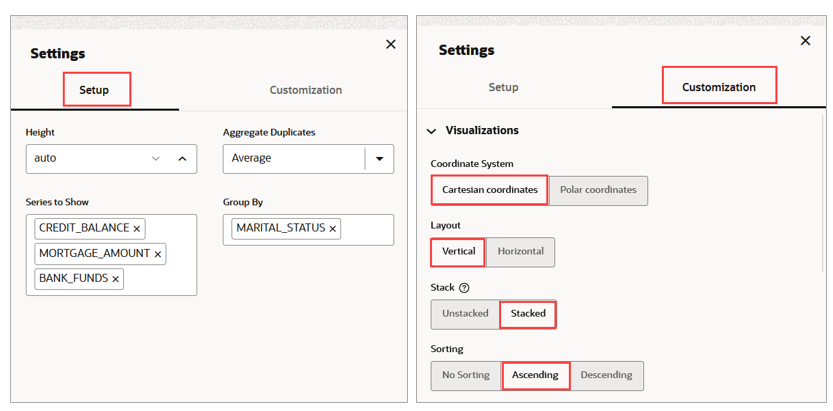 Settings
Setup
Customization
Height
Aggregate Duplicates
auto
Average
Series to Show
Group By
CREDIT_BALANCE ×
MORTGAGE_AMOUNT ×
BANK_FUNDS ×
MARITAL_STATUS ×
Settings
Setup
Customization
Visualizations
Coordinate System
Cartesian coordinates
Polar coordinates
Layout
Vertical
Horizontal
Stack ?
Unstacked
Stacked
Sorting
No Sorting
Ascending
Descending